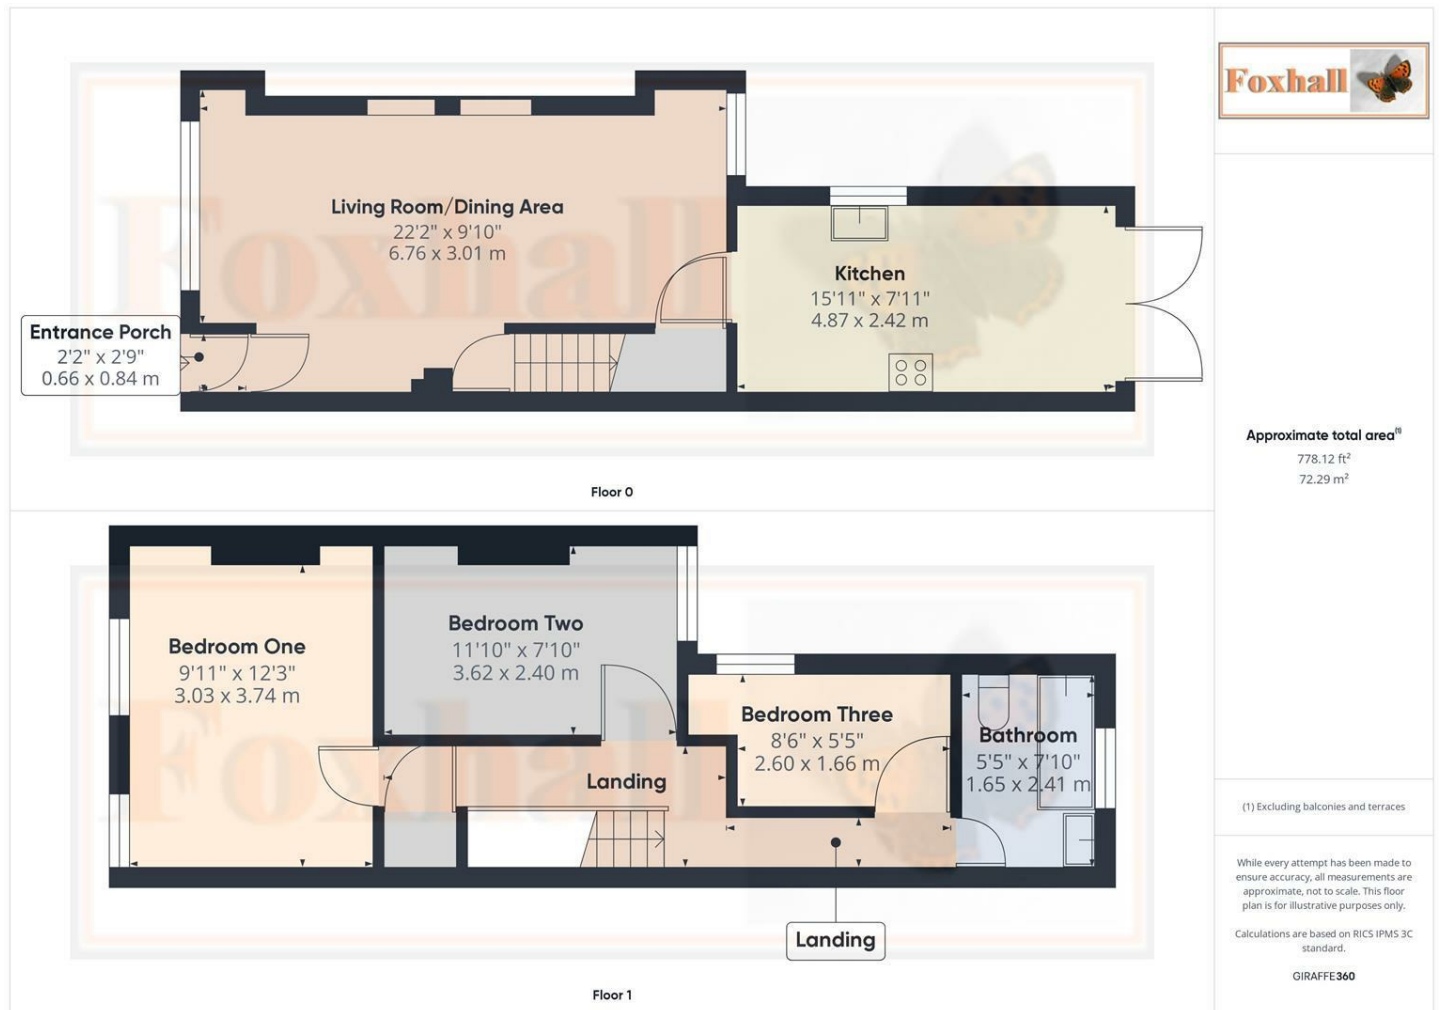 Foxhall
Living Room/Dining Area
22'2" x 9'10"
6.76 x 3.01 m
Kitchen
15'11" x 7'11"
4.87 x 2.42 m
Entrance Porch
2'2" x 2'9"
0.66 x 0.84 m
Foxhall
Floor 0
Approximate total area(1)
778.12 ft²
72.29 m²
Bedroom One
9'11" x 12'3"
3.03 x 3.74 m
Bedroom Two
11'10" x 7'10"
3.62 x 2.40 m
Bedroom Three
8'6" x 5'5"
2.60 x 1.66 m
Bathroom
5'5" x 7'10"
1.65 x 2.41 m
Landing
Foxhall
Landing
Floor 1
(1) Excluding balconies and terraces
While every attempt has been made to
ensure accuracy, all measurements are
approximate, not to scale. This floor
plan is for illustrative purposes only.
Calculations are based on RICS IPMS 3C
standard.
GIRAFFE360